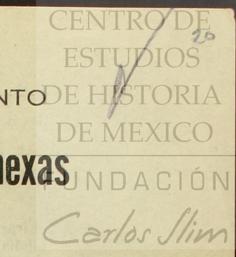 CENTRO DE
20
ESTUDIOS
NTO
DE HISTORIA
DE MEXICO
nexas
FUNDACIÓN
Carlos Slim